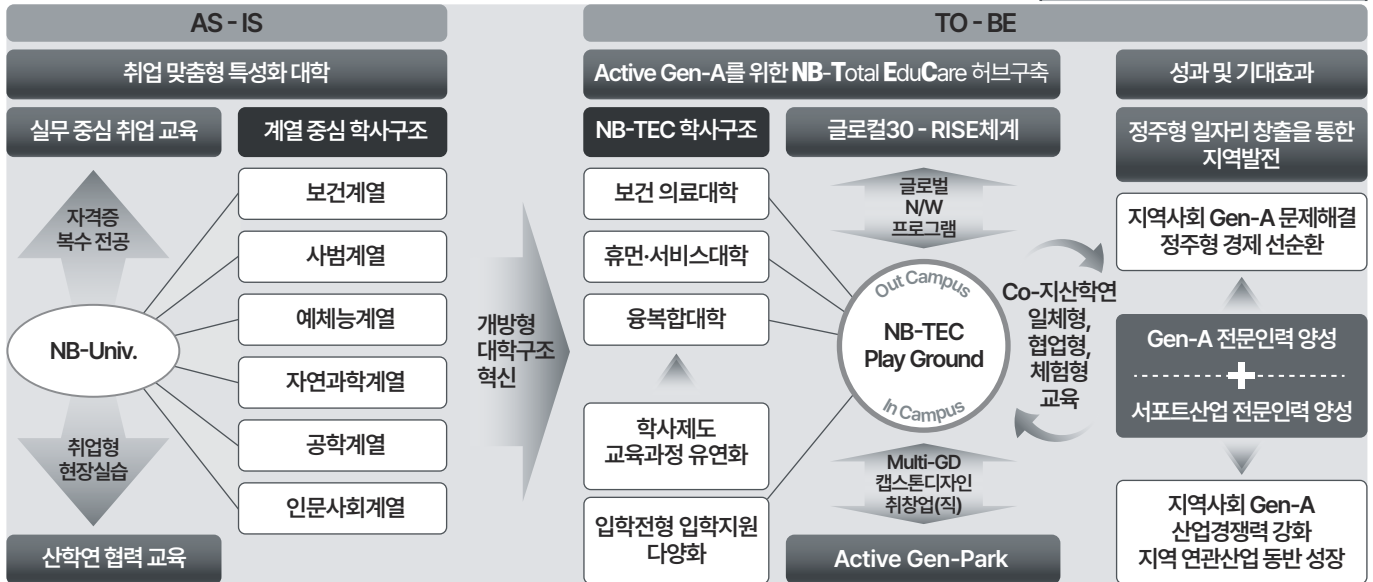 AS - IS
취업 맞춤형 특성화 대학
실무 중심 취업 교육
계열 중심 학사구조
자격증
복수 전공
NB-Univ.
취업형
현장실습
산학연 협력 교육
보건계열
사범계열
예체능계열
자연과학계열
공학계열
인문사회계열
개방형
대학구조
혁신
TO - BE
Active Gen-A를 위한 NB-Total EduCare 허브구축
NB-TEC 학사구조
보건 의료대학
휴먼·서비스대학
융복합대학
학사제도
교육과정 유연화
입학전형 입학지원
다양화
글로컬30 - RISE체계
글로벌
N/W
프로그램
Out Campus
NB-TEC
Play Ground
In Campus
Multi-GD
캡스톤디자인
취창업(직)
Active Gen-Park
Co-지산학연
일체형,
협업형,
체험형
교육
성과 및 기대효과
정주형 일자리 창출을 통한
지역발전
지역사회 Gen-A 문제해결
정주형 경제 선순환
Gen-A 전문인력 양성
+
서포트산업 전문인력 양성
지역사회 Gen-A
산업경쟁력 강화
지역 연관산업 동반 성장